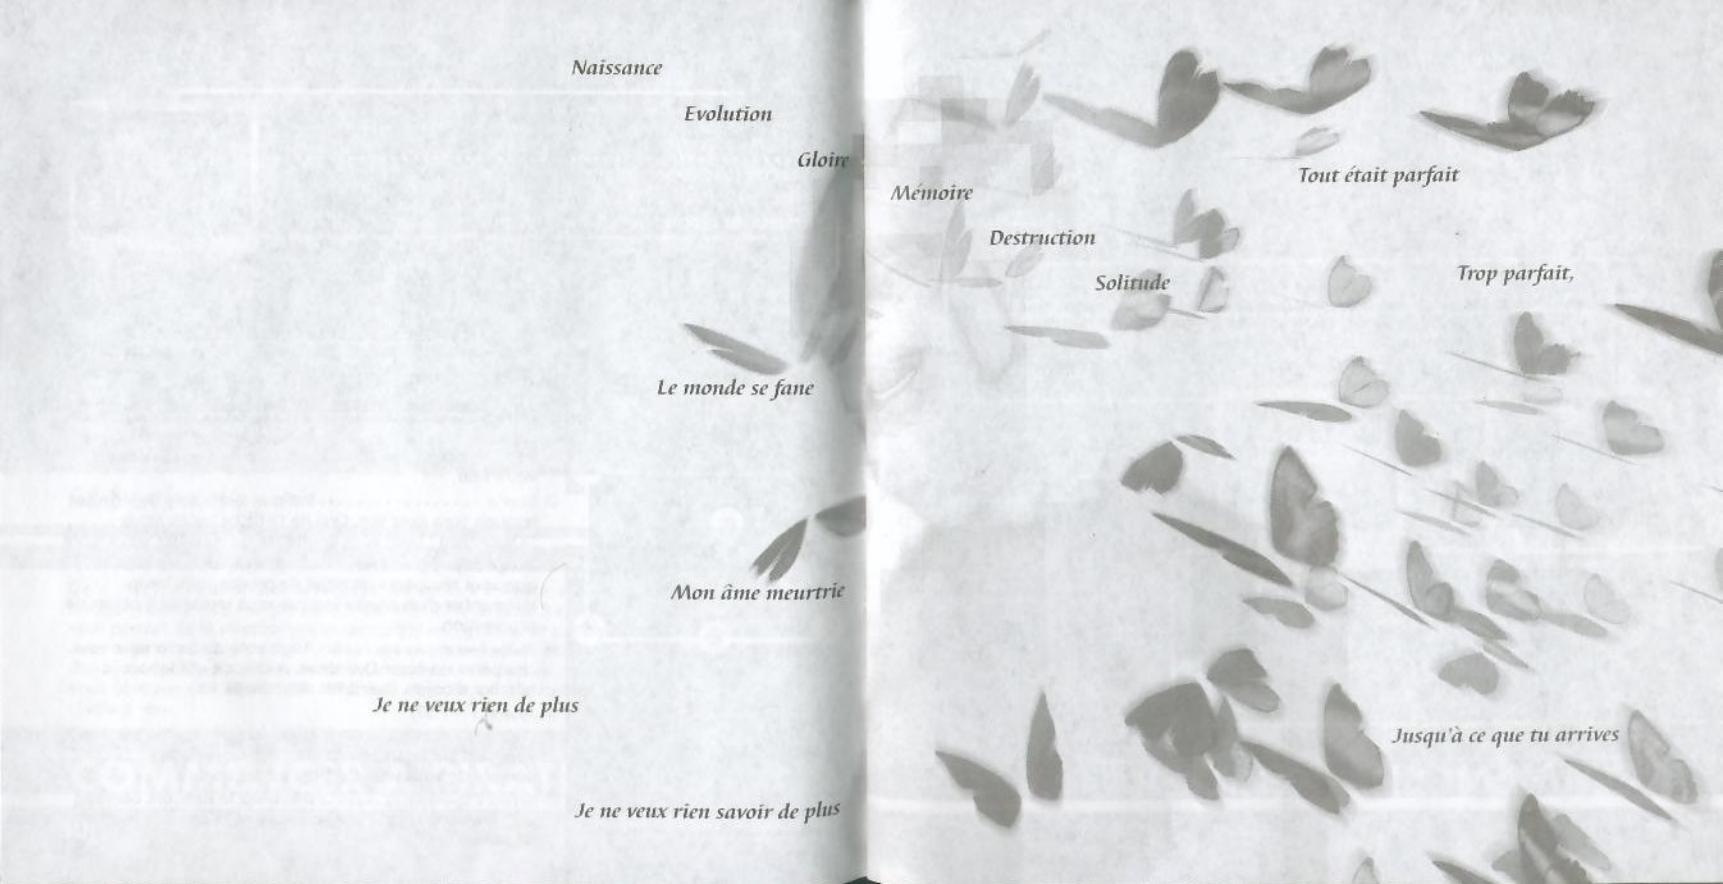 Naissance
Evolution
Gloire
Mémoire
Destruction
Solitude
Le monde se fane
Mon âme meurtrie
Je ne veux rien de plus
Je ne veux rien savoir de plus
Tout était parfait
Trop parfait,
Jusqu'à ce que tu arrives